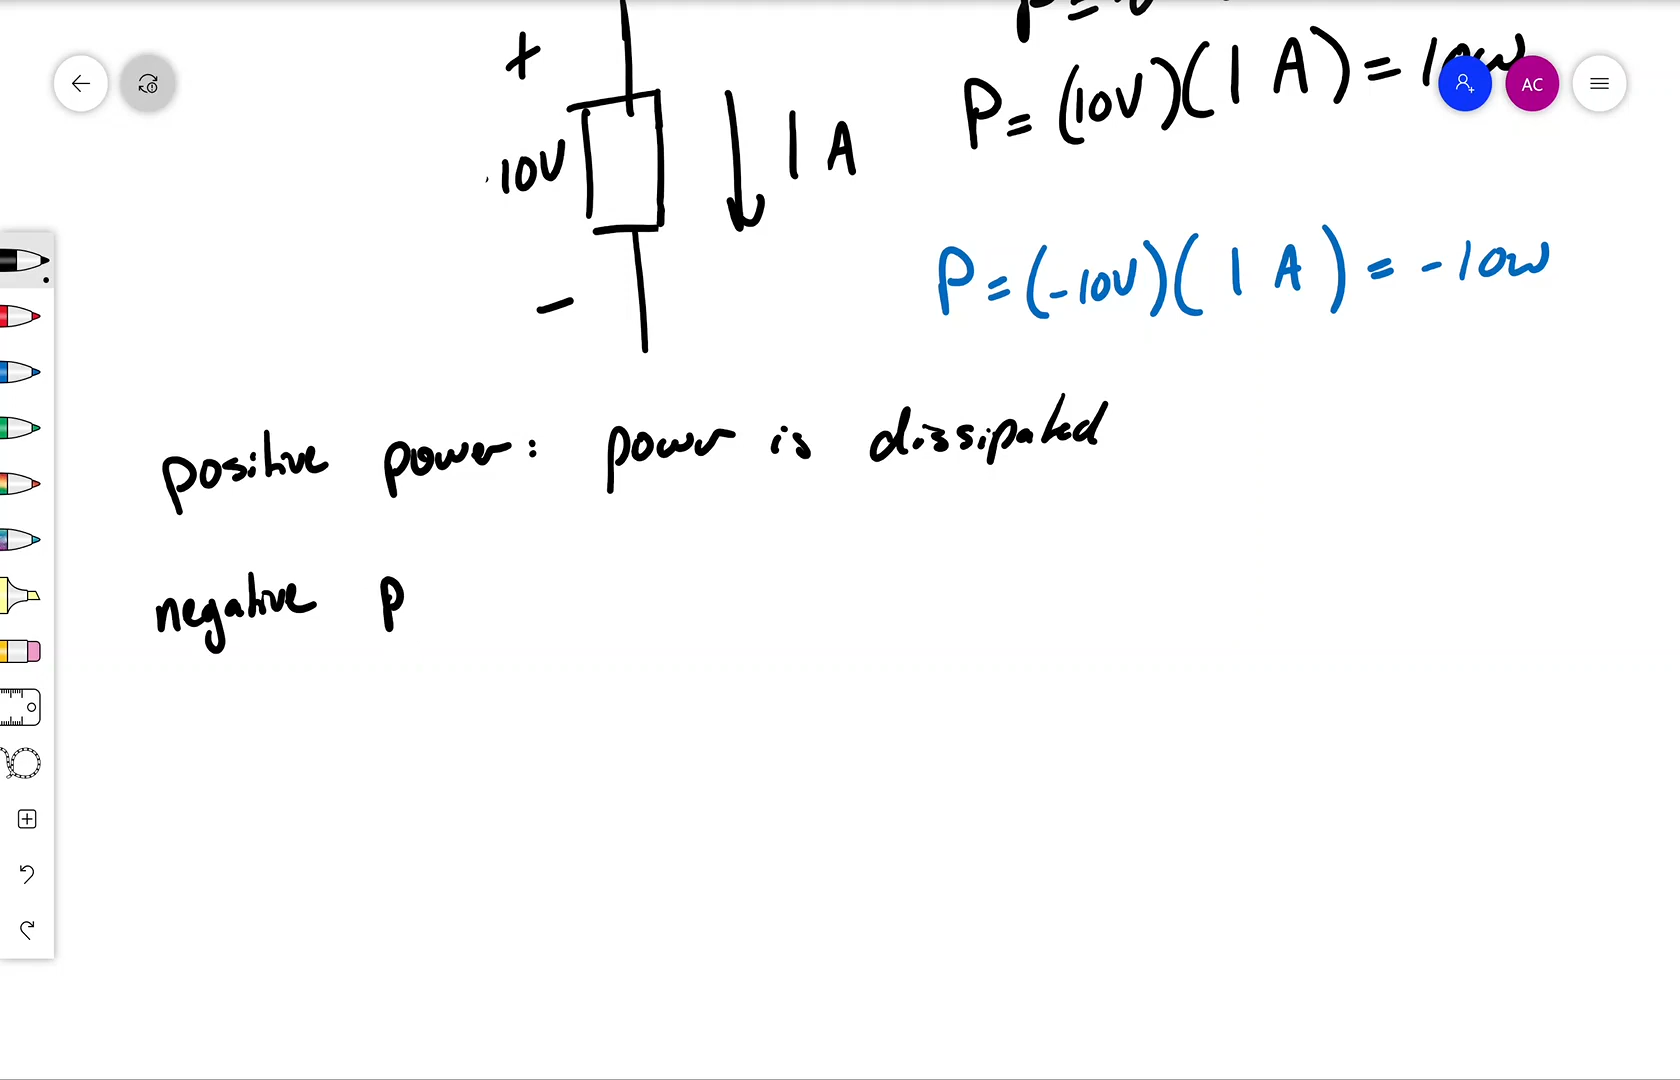 +
10V
1 A
-
P = (10V)(1 A) = 10w
AC
P = (-10V)(1 A) = -10w
positive power: power is dissipated
negative p